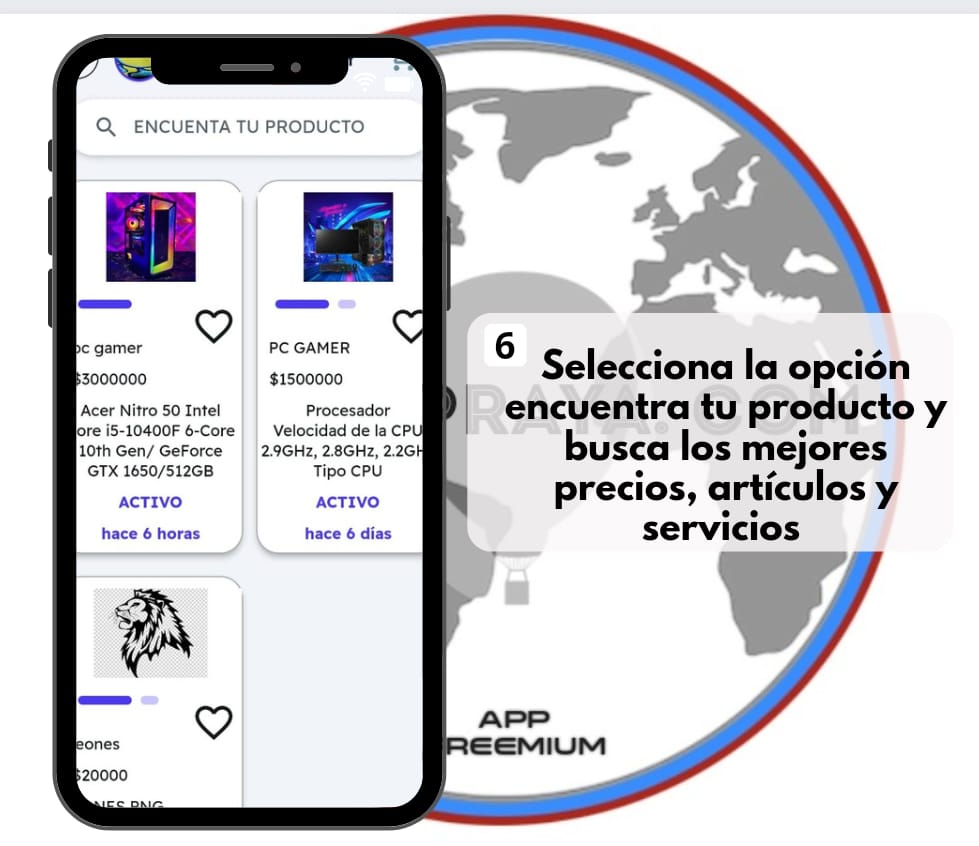 ENCUENTA TU PRODUCTO
pc gamer
$3000000
Acer Nitro 50 Intel
ore i5-10400F 6-Core
10th Gen/ GeForce
GTX 1650/512GB
ACTIVO
hace 6 horas
PC GAMER
$1500000
Procesador
Velocidad de la CPU
2.9GHz, 2.8GHz, 2.2GH
Tipo CPU
ACTIVO
hace 6 días
eones
$20000
NES PNG
6
Selecciona la opción
encuentra tu producto y
busca los mejores
precios, artículos y
servicios
RAYA.COM
APP
REEMIUM